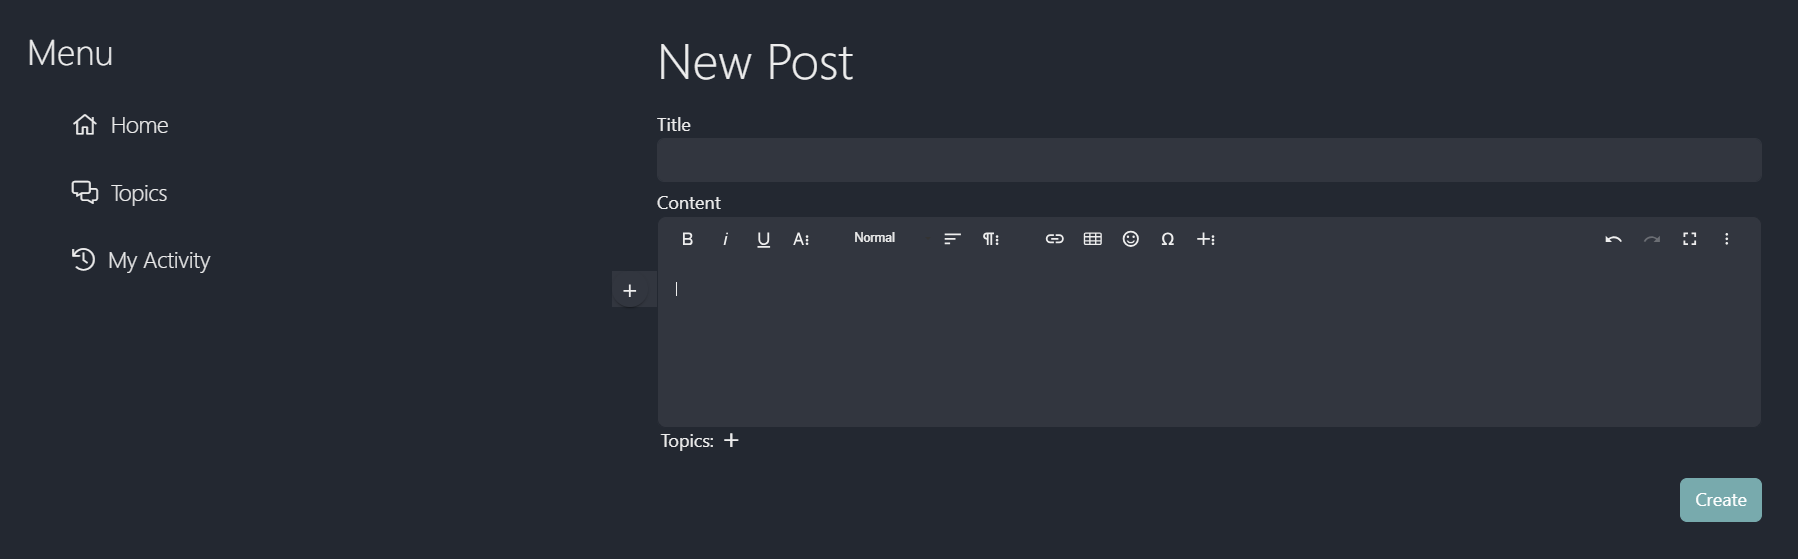 Menu
Home
Topics
My Activity
New Post
Title
Content
B i U A Normal ¶ Ω
Topics: +
Create